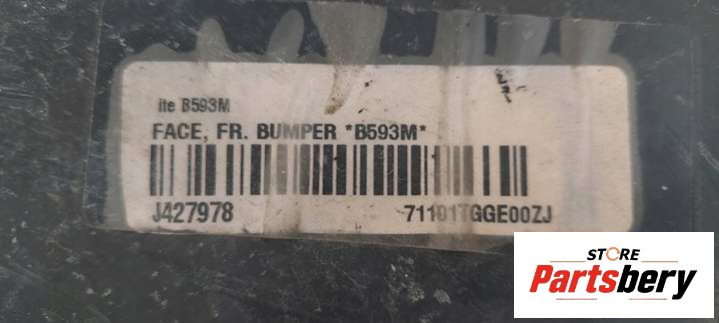 ite B593M
FACE, FR. BUMPER *B593M*
J427978
71101TGGE00ZJ
STORE
Partsbery